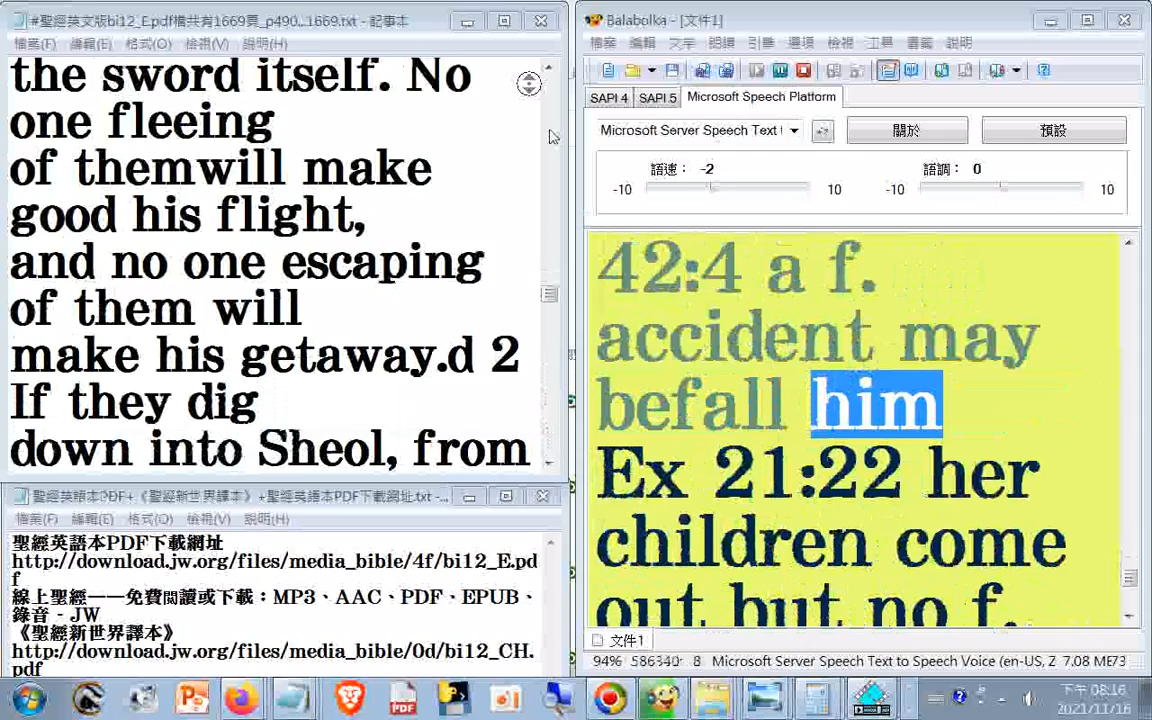 #聖經英文版bi12_E.pdf檔共有1669頁_p490...1669.txt - 記事本
檔案(F) 編輯(E) 格式(O) 檢視(V) 說明(H)
the sword itself. No
one fleeing
of themwill make
good his flight,
and no one escaping
of them will
make his getaway.d 2
If they dig
down into Sheol, from
聖經英語本?PDF+《聖經新世界譯本》+聖經英語本PDF下載網址.txt - ...
檔案(F) 編輯(E) 格式(O) 檢視(V) 說明(H)
聖經英語本PDF下載網址
http://download.jw.org/files/media_bible/4f/bi12_E.pd
f
線上聖經——免費閱讀或下載：MP3、AAC、PDF、EPUB、
錄音 - JW
《聖經新世界譯本》
http://download.jw.org/files/media_bible/0d/bi12_CH.
pdf
Balabolka - [文件1]
檔案 編輯 文字 朗讀 引擎 選項 檢視 工具 書籤 說明
SAPI 4 SAPI 5 Microsoft Speech Platform
Microsoft Server Speech Text 關於 預設
語速： -2 語調： 0
-10 10 -10 10
42:4 a f.
accident may
befall him
Ex 21:22 her
children come
out but no f.
文件1
94% 586340: 8 Microsoft Server Speech Text to Speech Voice (en-US, Z 7.08 ME73
PDF
下午 08:16
2021/11/16